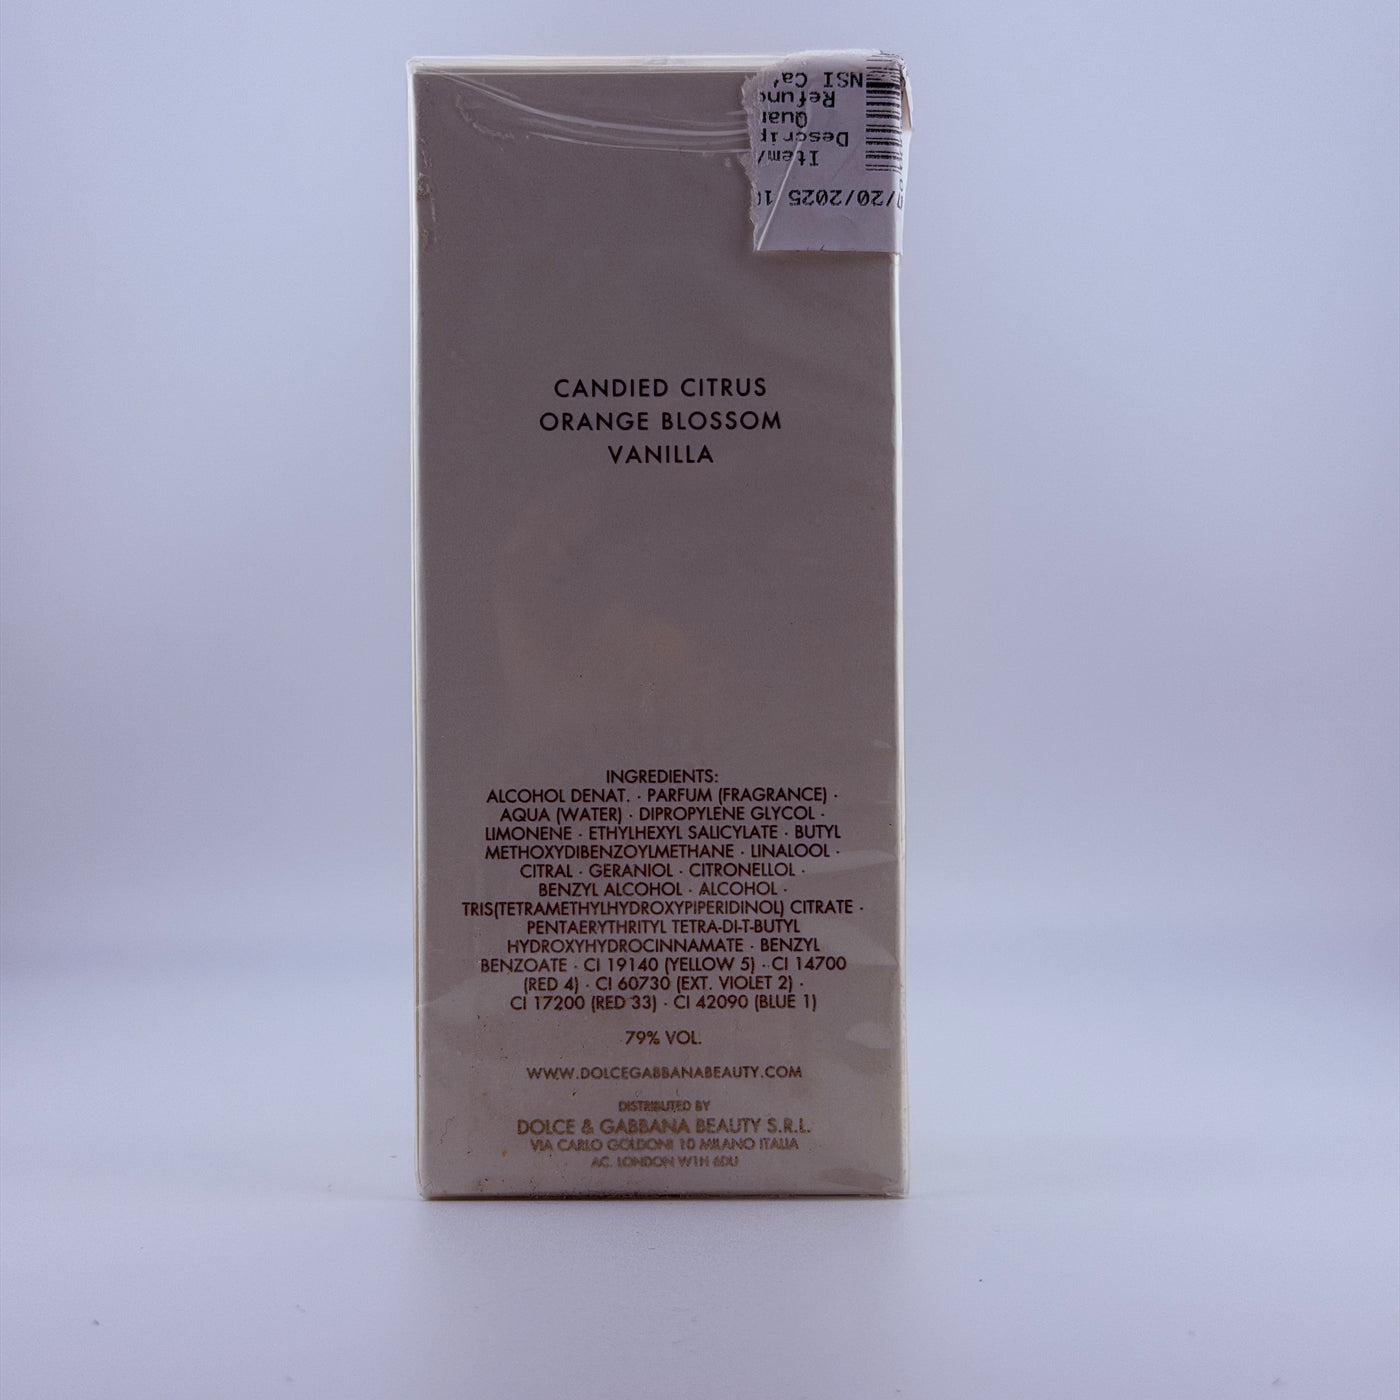 NSI
Refund
Quan
Descrip
Item/
/20/2025 1
CANDIED CITRUS
ORANGE BLOSSOM
VANILLA
INGREDIENTS:
ALCOHOL DENAT. · PARFUM (FRAGRANCE) ·
AQUA (WATER) · DIPROPYLENE GLYCOL ·
LIMONENE · ETHYLHEXYL SALICYLATE · BUTYL
METHOXYDIBENZOYLMETHANE · LINALOOL ·
CITRAL · GERANIOL · CITRONELLOL ·
BENZYL ALCOHOL · ALCOHOL ·
TRIS(TETRAMETHYLHYDROXYPIPERIDINOL) CITRATE ·
PENTAERYTHRITYL TETRA-DI-T-BUTYL
HYDROXYHYDROCINNAMATE · BENZYL
BENZOATE · CI 19140 (YELLOW 5) · CI 14700
(RED 4) · CI 60730 (EXT. VIOLET 2) ·
CI 17200 (RED 33) · CI 42090 (BLUE 1)
79% VOL.
WWW.DOLCEGABBANABEAUTY.COM
DISTRIBUTED BY
DOLCE & GABBANA BEAUTY S.R.L.
VIA CARLO GOLDONI 10 MILANO ITALIA
AC. LONDON W1H 6DU